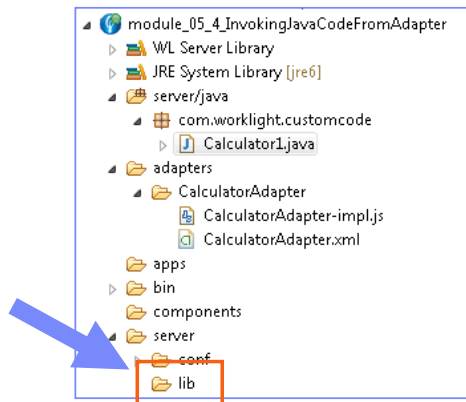 module_05_4_InvokingJavaCodeFromAdapter
WL Server Library
JRE System Library [jre6]
server/java
com.worklight.customcode
Calculator1.java
adapters
CalculatorAdapter
CalculatorAdapter-impl.js
CalculatorAdapter.xml
apps
bin
components
server
conf
lib